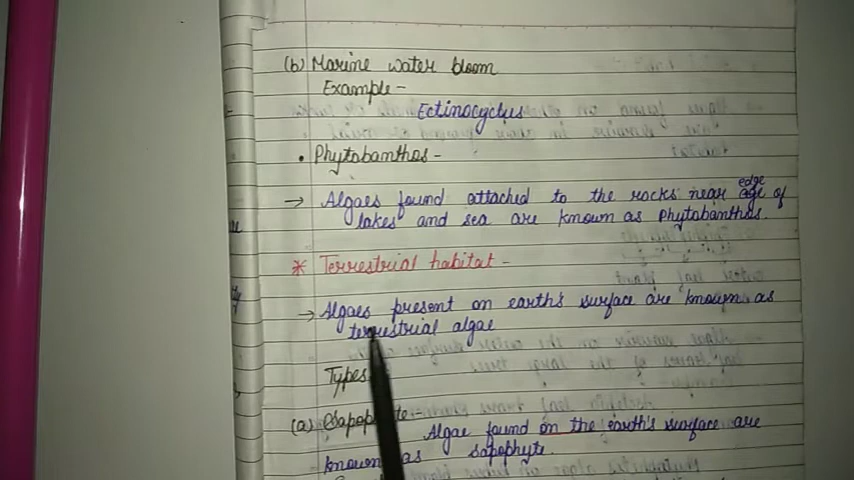 (b) Marine water bloom
Example -
Ectinocyclus
• Phytobanthos -
→ Algaes found attached to the rocks near edge of
lakes and sea are known as phytobanthos.
* Terrestrial habitat -
→ Algaes present on earth's surface are known as
terrestrial algae
Types
(a) Sapophyte :-
Algae found on the earth's surface are
known as sapophyte.